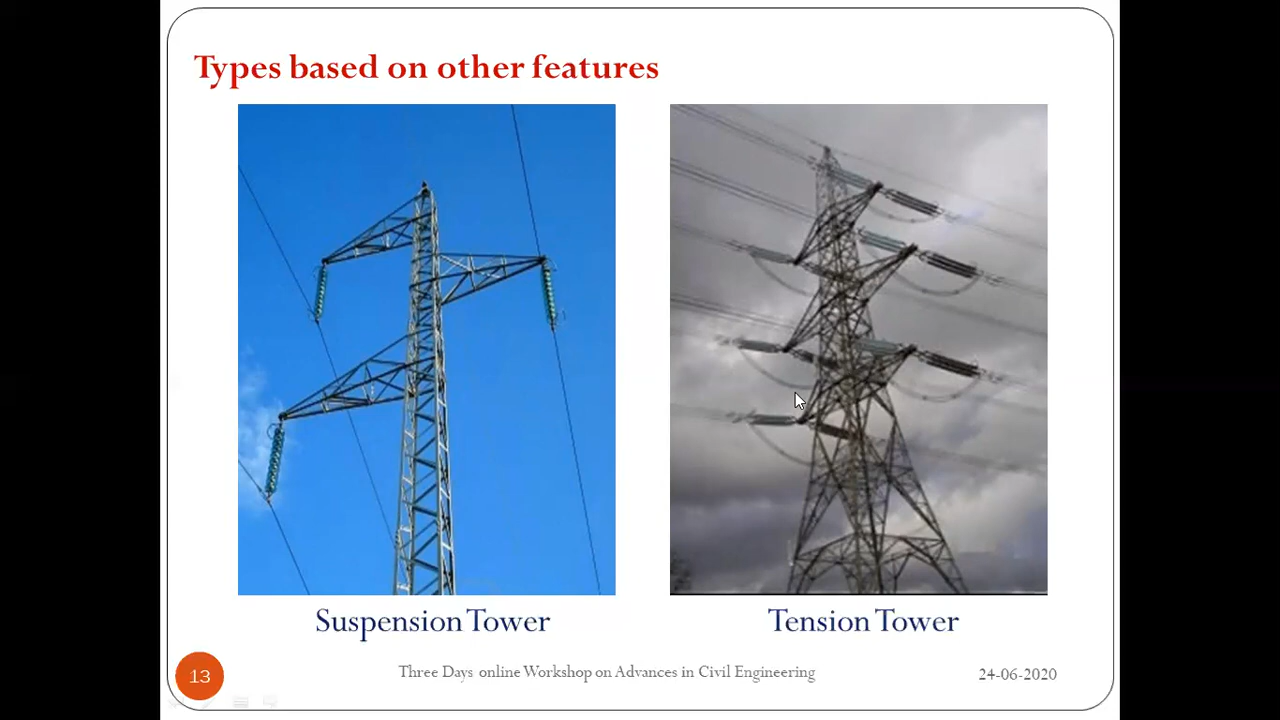 Types based on other features
Suspension Tower
Tension Tower
13
Three Days online Workshop on Advances in Civil Engineering
24-06-2020